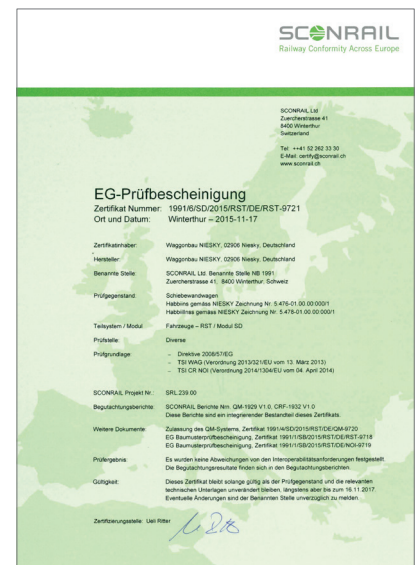 SCONRAIL
Railway Conformity Across Europe
SCONRAIL Ltd
Zuercherstrasse 41
8400 Winterthur
Switzerland
Tel: ++41 52 262 33 30
E-Mail: certify@sconrail.ch
www.sconrail.ch
EG-Prüfbescheinigung
Zertifikat Nummer: 1991/6/SD/2015/RST/DE/RST-9721
Ort und Datum: Winterthur – 2015-11-17
Zertifikatinhaber: Waggonbau NIESKY, 02906 Niesky, Deutschland
Hersteller: Waggonbau NIESKY, 02906 Niesky, Deutschland
Benannte Stelle: SCONRAIL Ltd. Benannte Stelle NB 1991
Zuercherstrasse 41, 8400 Winterthur, Schweiz
Prüfgegenstand: Schiebewandwagen
Habbiins gemäss NIESKY Zeichnung Nr. 5.476-01.00.00:000/1
Habbiillnss gemäss NIESKY Zeichnung Nr. 5.478-01.00.00:000/1
Teilsystem / Modul Fahrzeuge – RST / Modul SD
Prüfstelle: Diverse
Prüfgrundlage: – Direktive 2008/57/EG
– TSI WAG (Verordnung 2013/321/EU vom 13. März 2013)
– TSI CR NOI (Verordnung 2014/1304/EU vom 04. April 2014)
SCONRAIL Projekt Nr. SRL.239.00
Begutachtungsberichte: SCONRAIL Berichte Nrn. QM-1929 V1.0, CRF-1932 V1.0
Diese Berichte sind ein integrierender Bestandteil dieses Zertifikats.
Weitere Dokumente: Zulassung des QM-Systems, Zertifikat 1991/4/SD/2015/RST/DE/QM-9720
EG Baumusterprüfbescheinigung, Zertifikat 1991/1/SB/2015/RST/DE/RST-9718
EG Baumusterprüfbescheinigung, Zertifikat 1991/1/SB/2015/RST/DE/NOI-9719
Prüfergebnis: Es wurden keine Abweichungen von den Interoperabilitätsanforderungen festgestellt.
Die Begutachtungsresultate finden sich in den Begutachtungsberichten.
Gültigkeit: Dieses Zertifikat bleibt solange gültig als der Prüfgegenstand und die relevanten
technischen Unterlagen unverändert bleiben, längstens aber bis zum 16.11.2017.
Eventuelle Änderungen sind der Benannten Stelle unverzüglich zu melden.
Zertifizierungsstelle: Ueli Ritter